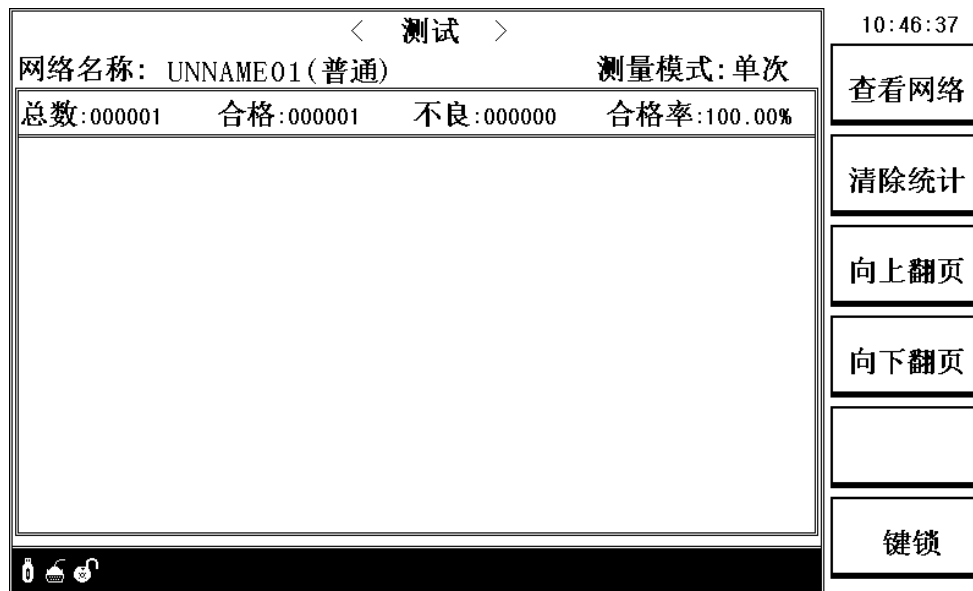 < 测试 >
10:46:37
网络名称: UNNAME01(普通) 测量模式:单次
总数:000001 合格:000001 不良:000000 合格率:100.00%
查看网络
清除统计
向上翻页
向下翻页
键锁